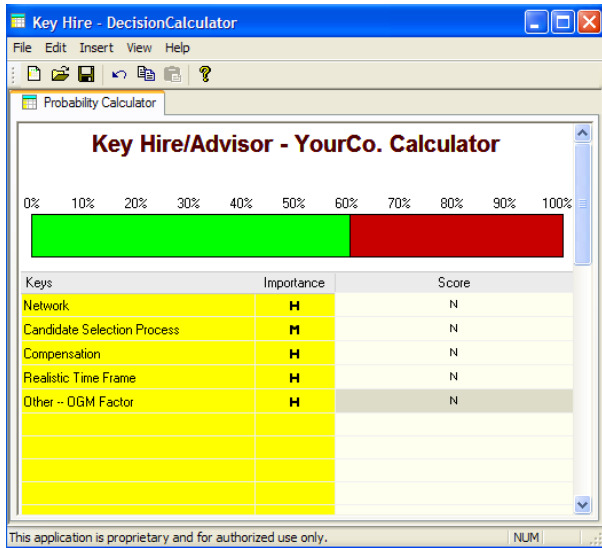 Key Hire - DecisionCalculator
File Edit Insert View Help
Probability Calculator
Key Hire/Advisor - YourCo. Calculator
0% 10% 20% 30% 40% 50% 60% 70% 80% 90% 100%
Keys Importance Score
Network H N
Candidate Selection Process M N
Compensation H N
Realistic Time Frame H N
Other -- OGM Factor H N
This application is proprietary and for authorized use only. NUM